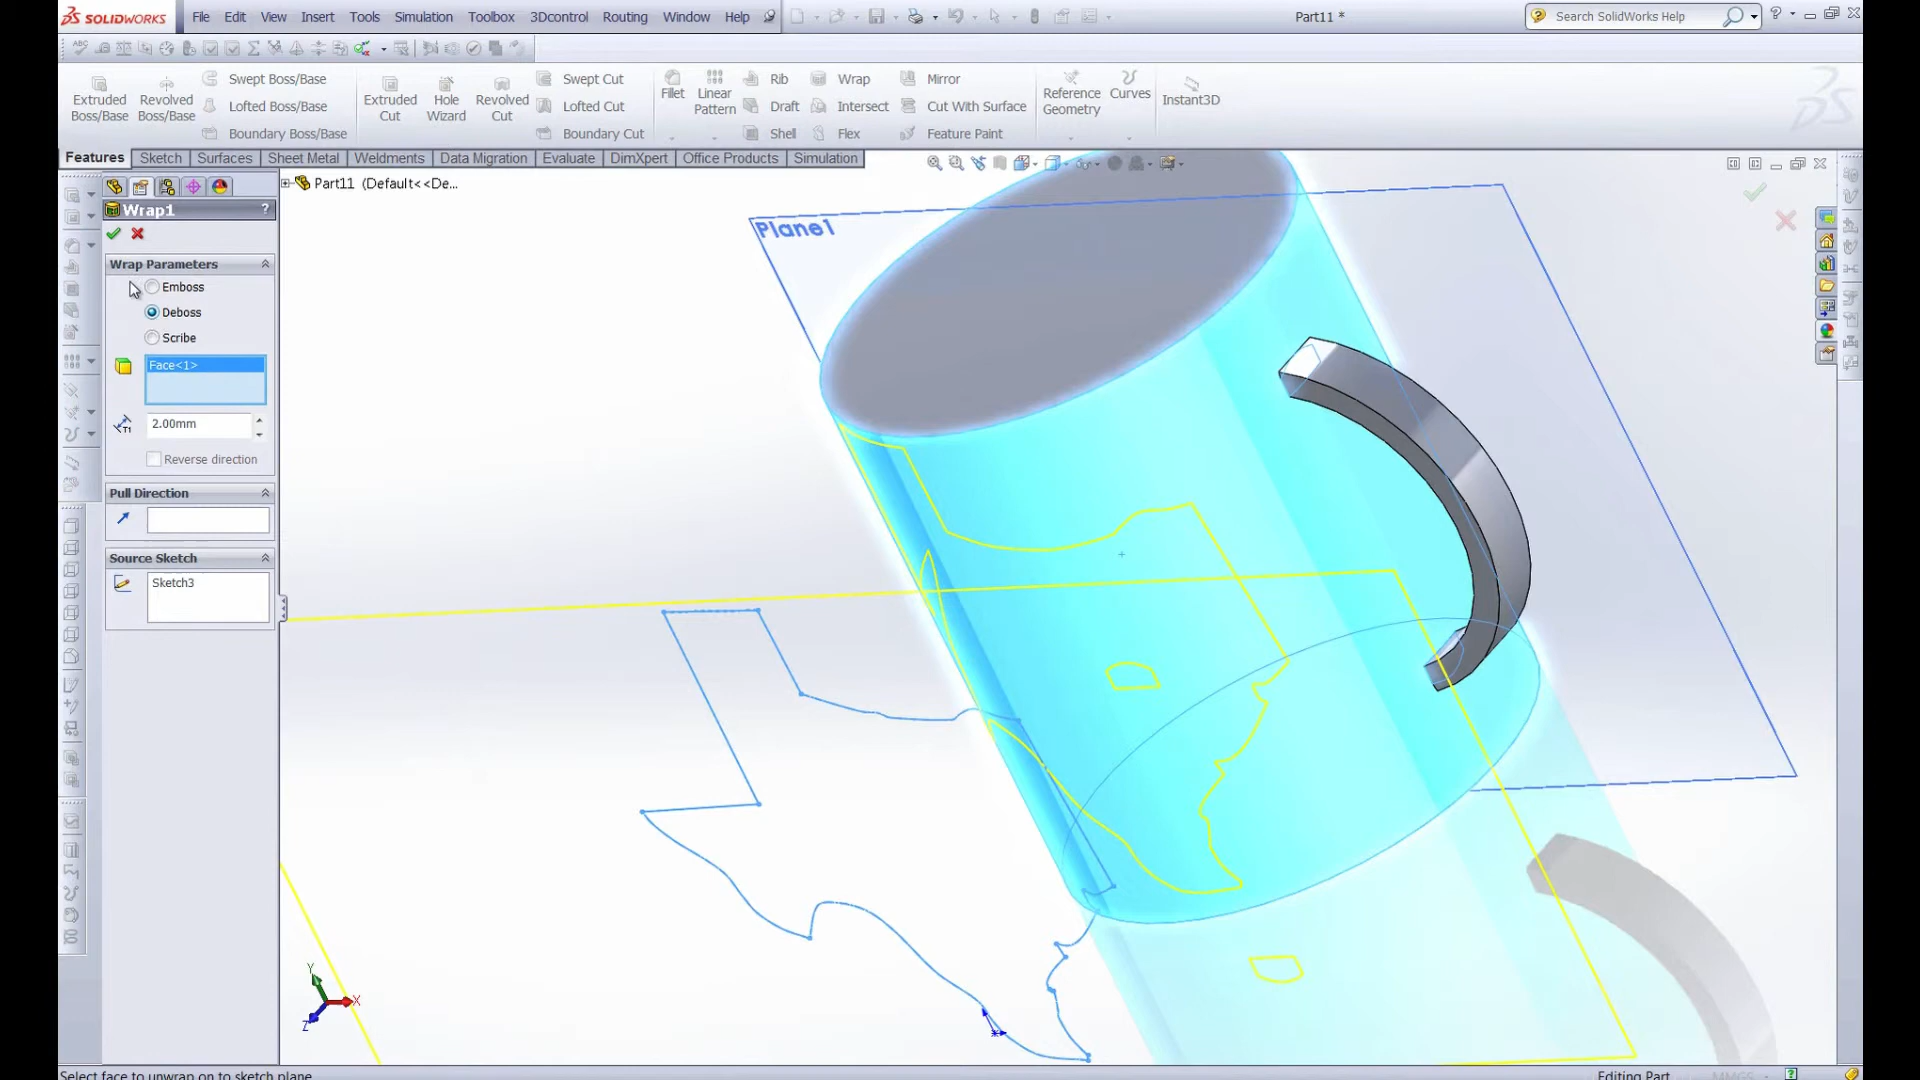 SOLIDWORKS File Edit View Insert Tools Simulation Toolbox 3Dcontrol Routing Window Help Part11 * Search SolidWorks Help ?
Extruded Boss/Base
Revolved Boss/Base
Swept Boss/Base
Lofted Boss/Base
Boundary Boss/Base
Extruded Cut
Hole Wizard
Revolved Cut
Swept Cut
Lofted Cut
Boundary Cut
Fillet
Linear Pattern
Rib
Draft
Shell
Wrap
Intersect
Flex
Mirror
Cut With Surface
Feature Paint
Reference Geometry
Curves
Instant3D
Features Sketch Surfaces Sheet Metal Weldments Data Migration Evaluate DimXpert Office Products Simulation
Part11 (Default<<De...
Wrap1 ?
Wrap Parameters
Emboss
Deboss
Scribe
Face<1>
T1 2.00mm
Reverse direction
Pull Direction
Source Sketch
Sketch3
Plane1
Y
X
Z
Select face to unwrap on to sketch plane Editing Part MMGS